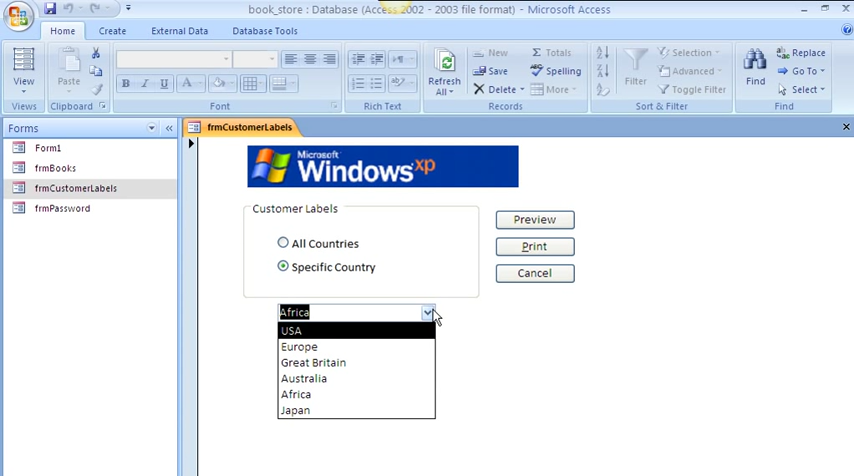 book_store : Database (Access 2002 - 2003 file format) - Microsoft Access
Home Create External Data Database Tools
View
Views
Paste
Clipboard
B I U A
Font
Rich Text
Refresh All
New
Save
Delete
Totals
Spelling
More
Records
Filter
Selection
Advanced
Toggle Filter
Sort & Filter
Find
Replace
Go To
Select
Find
Forms
Form1
frmBooks
frmCustomerLabels
frmPassword
frmCustomerLabels
Microsoft
Windows xp
Customer Labels
All Countries
Specific Country
Preview
Print
Cancel
Africa
USA
Europe
Great Britain
Australia
Africa
Japan